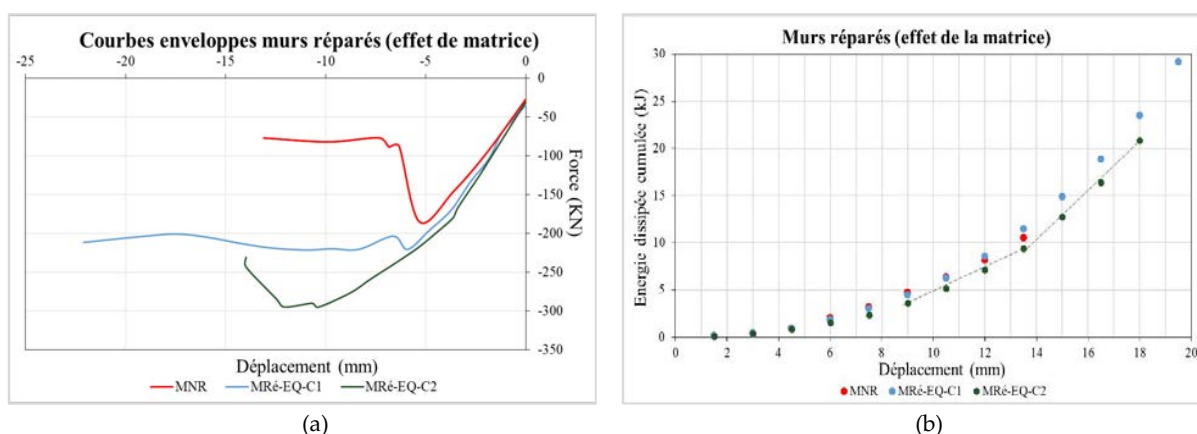 Courbes enveloppes murs réparés (effet de matrice)
-25 -20 -15 -10 -5 0
0
-50
-100
-150
-200
-250
-300
-350
Force (KN)
Déplacement (mm)
MNR MRé-EQ-C1 MRé-EQ-C2
(a)
Murs réparés (effet de la matrice)
Energie dissipée cumulée (kJ)
30
25
20
15
10
5
0
0 2 4 6 8 10 12 14 16 18 20
Déplacement (mm)
MNR MRé-EQ-C1 MRé-EQ-C2
(b)